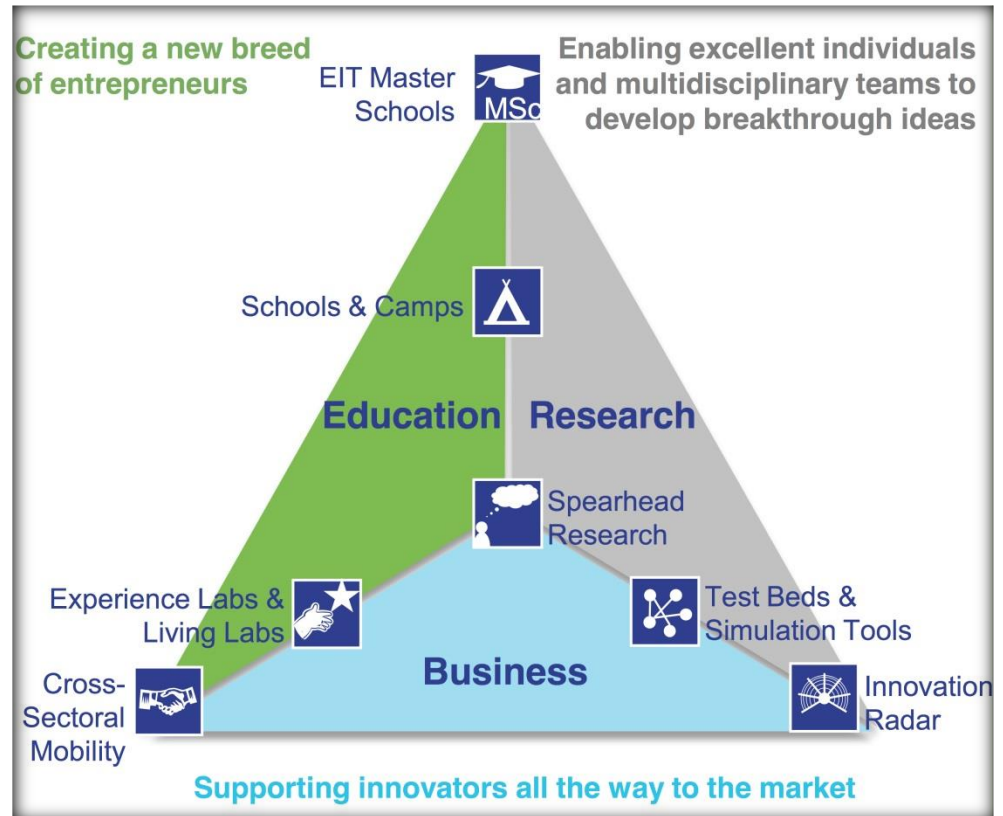 Creating a new breed
of entrepreneurs
Enabling excellent individuals
and multidisciplinary teams to
develop breakthrough ideas
EIT Master
Schools
MSc
Schools & Camps
Education
Research
Spearhead
Research
Experience Labs &
Living Labs
Test Beds &
Simulation Tools
Business
Cross-
Sectoral
Mobility
Innovation
Radar
Supporting innovators all the way to the market